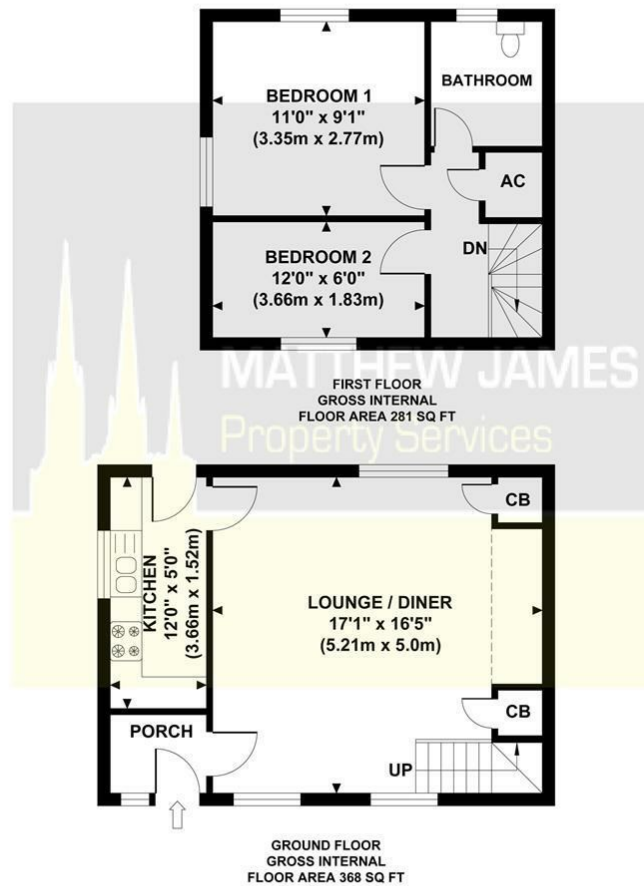 BATHROOM
BEDROOM 1
11'0" x 9'1"
(3.35m x 2.77m)
AC
BEDROOM 2
12'0" x 6'0"
(3.66m x 1.83m)
DN
MATTHEW JAMES
Property Services
FIRST FLOOR
GROSS INTERNAL
FLOOR AREA 281 SQ FT
CB
KITCHEN
12'0" x 5'0"
(3.66m x 1.52m)
LOUNGE / DINER
17'1" x 16'5"
(5.21m x 5.0m)
CB
PORCH
UP
GROUND FLOOR
GROSS INTERNAL
FLOOR AREA 368 SQ FT